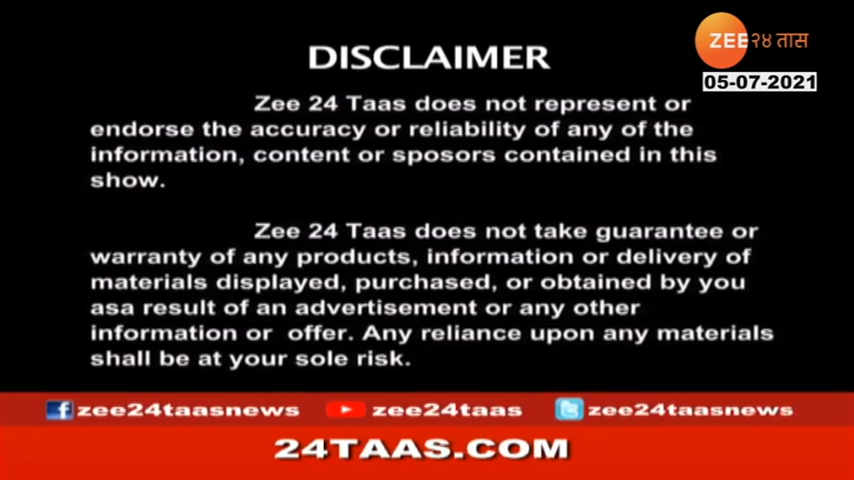 ZEE २४ तास
05-07-2021
DISCLAIMER
Zee 24 Taas does not represent or
endorse the accuracy or reliability of any of the
information, content or sposors contained in this
show.
Zee 24 Taas does not take guarantee or
warranty of any products, information or delivery of
materials displayed, purchased, or obtained by you
asa result of an advertisement or any other
information or offer. Any reliance upon any materials
shall be at your sole risk.
zee24taasnews zee24taas zee24taasnews
24TAAS.COM